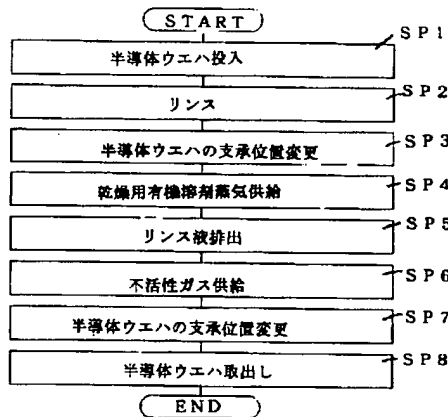 START
SP1
半導体ウエハ投入
SP2
リンス
SP3
半導体ウエハの支承位置変更
SP4
乾燥用有機溶剤蒸気供給
SP5
リンス液排出
SP6
不活性ガス供給
SP7
半導体ウエハの支承位置変更
SP8
半導体ウエハ取出し
END